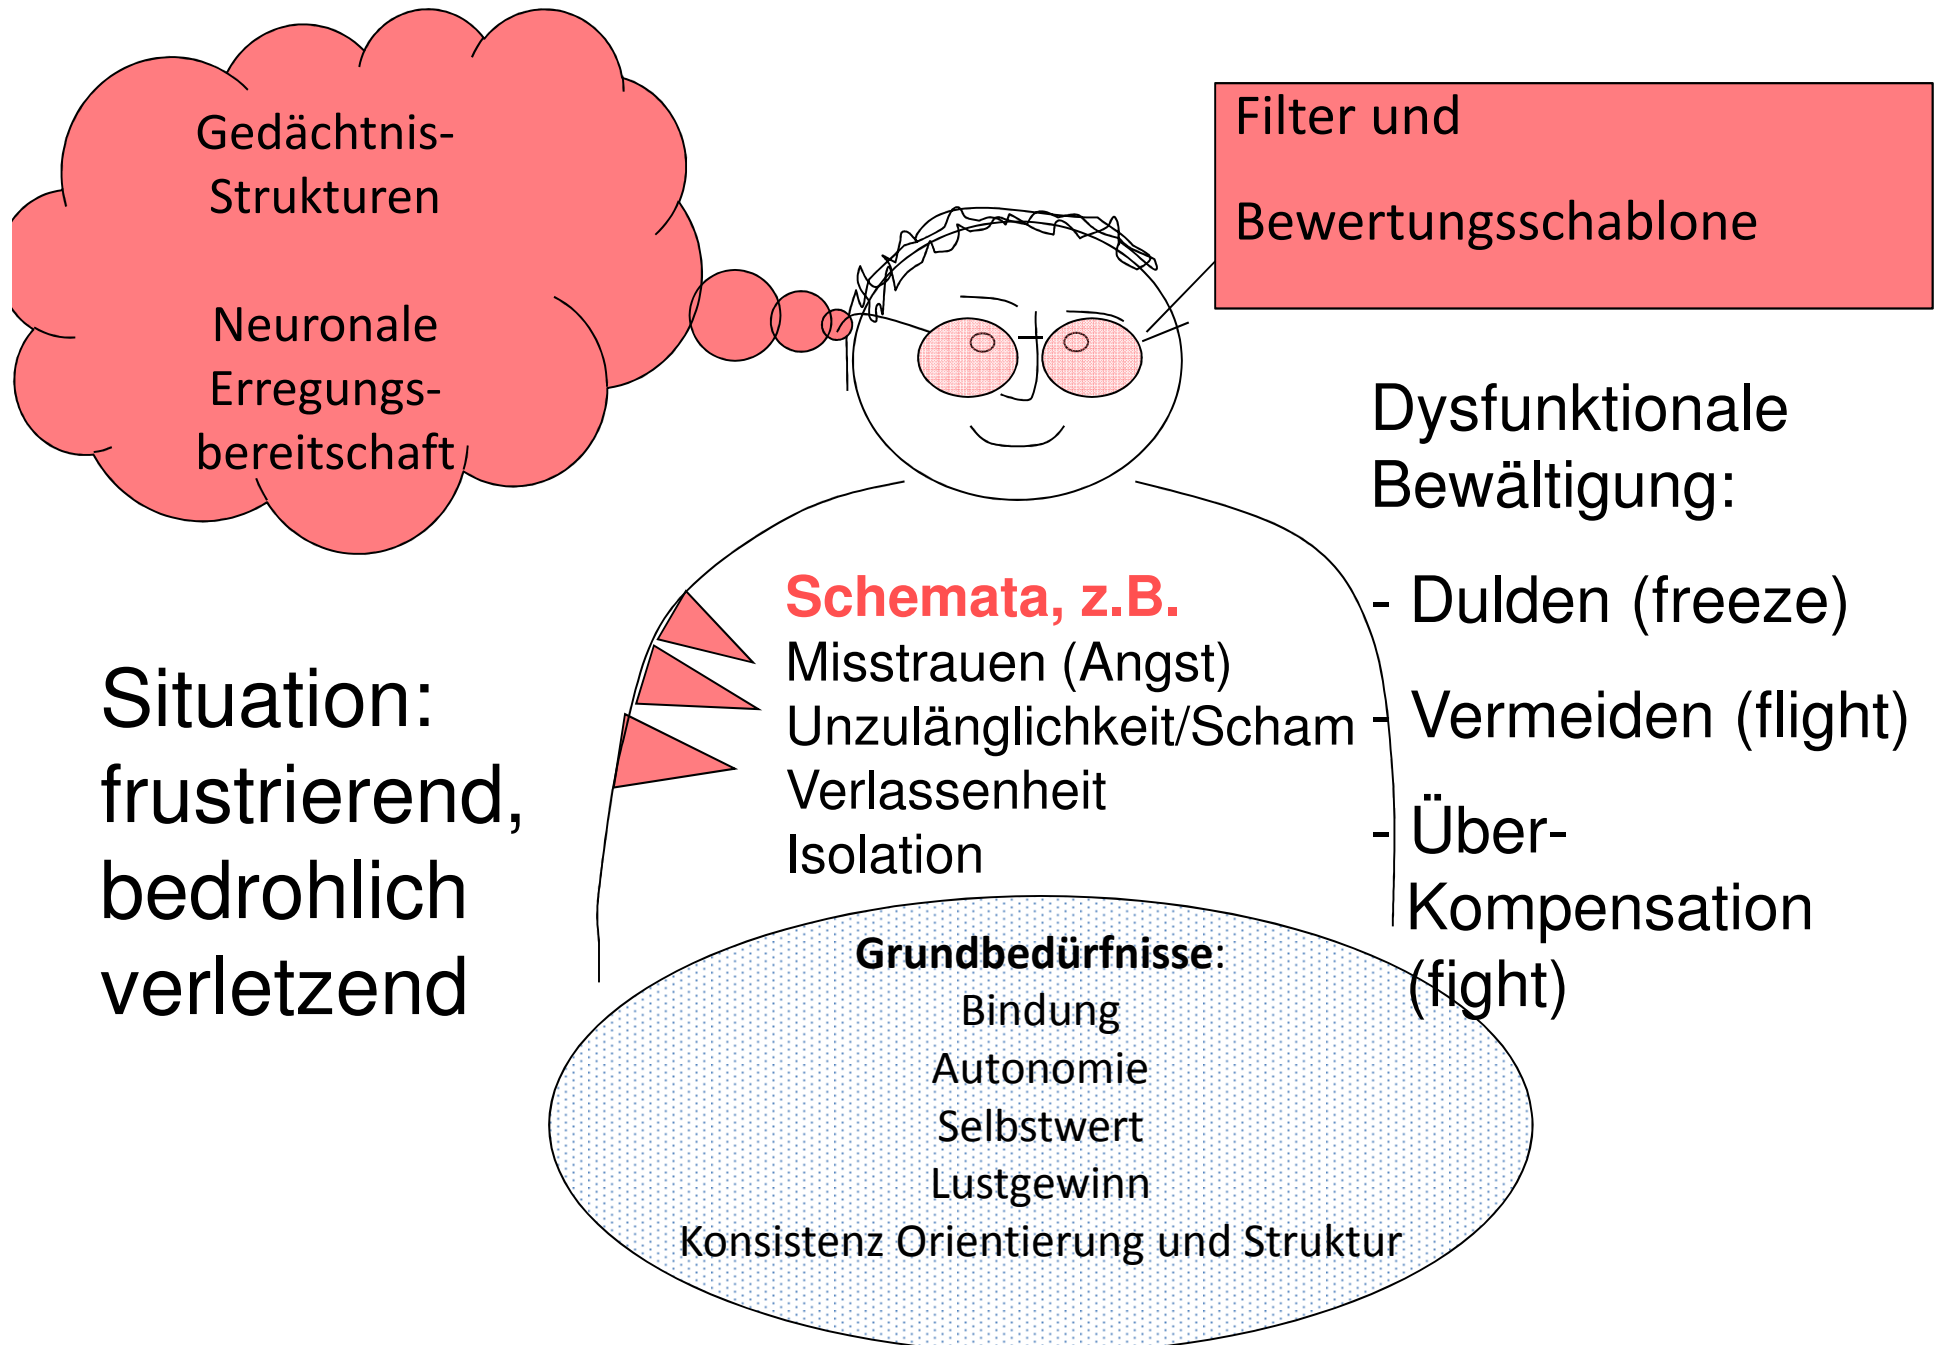 Gedächtnis-
Strukturen
Neuronale
Erregungs-
bereitschaft
Filter und
Bewertungsschablone
Situation:
frustrierend,
bedrohlich
verletzend
Schemata, z.B.
Misstrauen (Angst)
Unzulänglichkeit/Scham
Verlassenheit
Isolation
Dysfunktionale
Bewältigung:
- Dulden (freeze)
- Vermeiden (flight)
- Über-
Kompensation
(fight)
Grundbedürfnisse:
Bindung
Autonomie
Selbstwert
Lustgewinn
Konsistenz Orientierung und Struktur